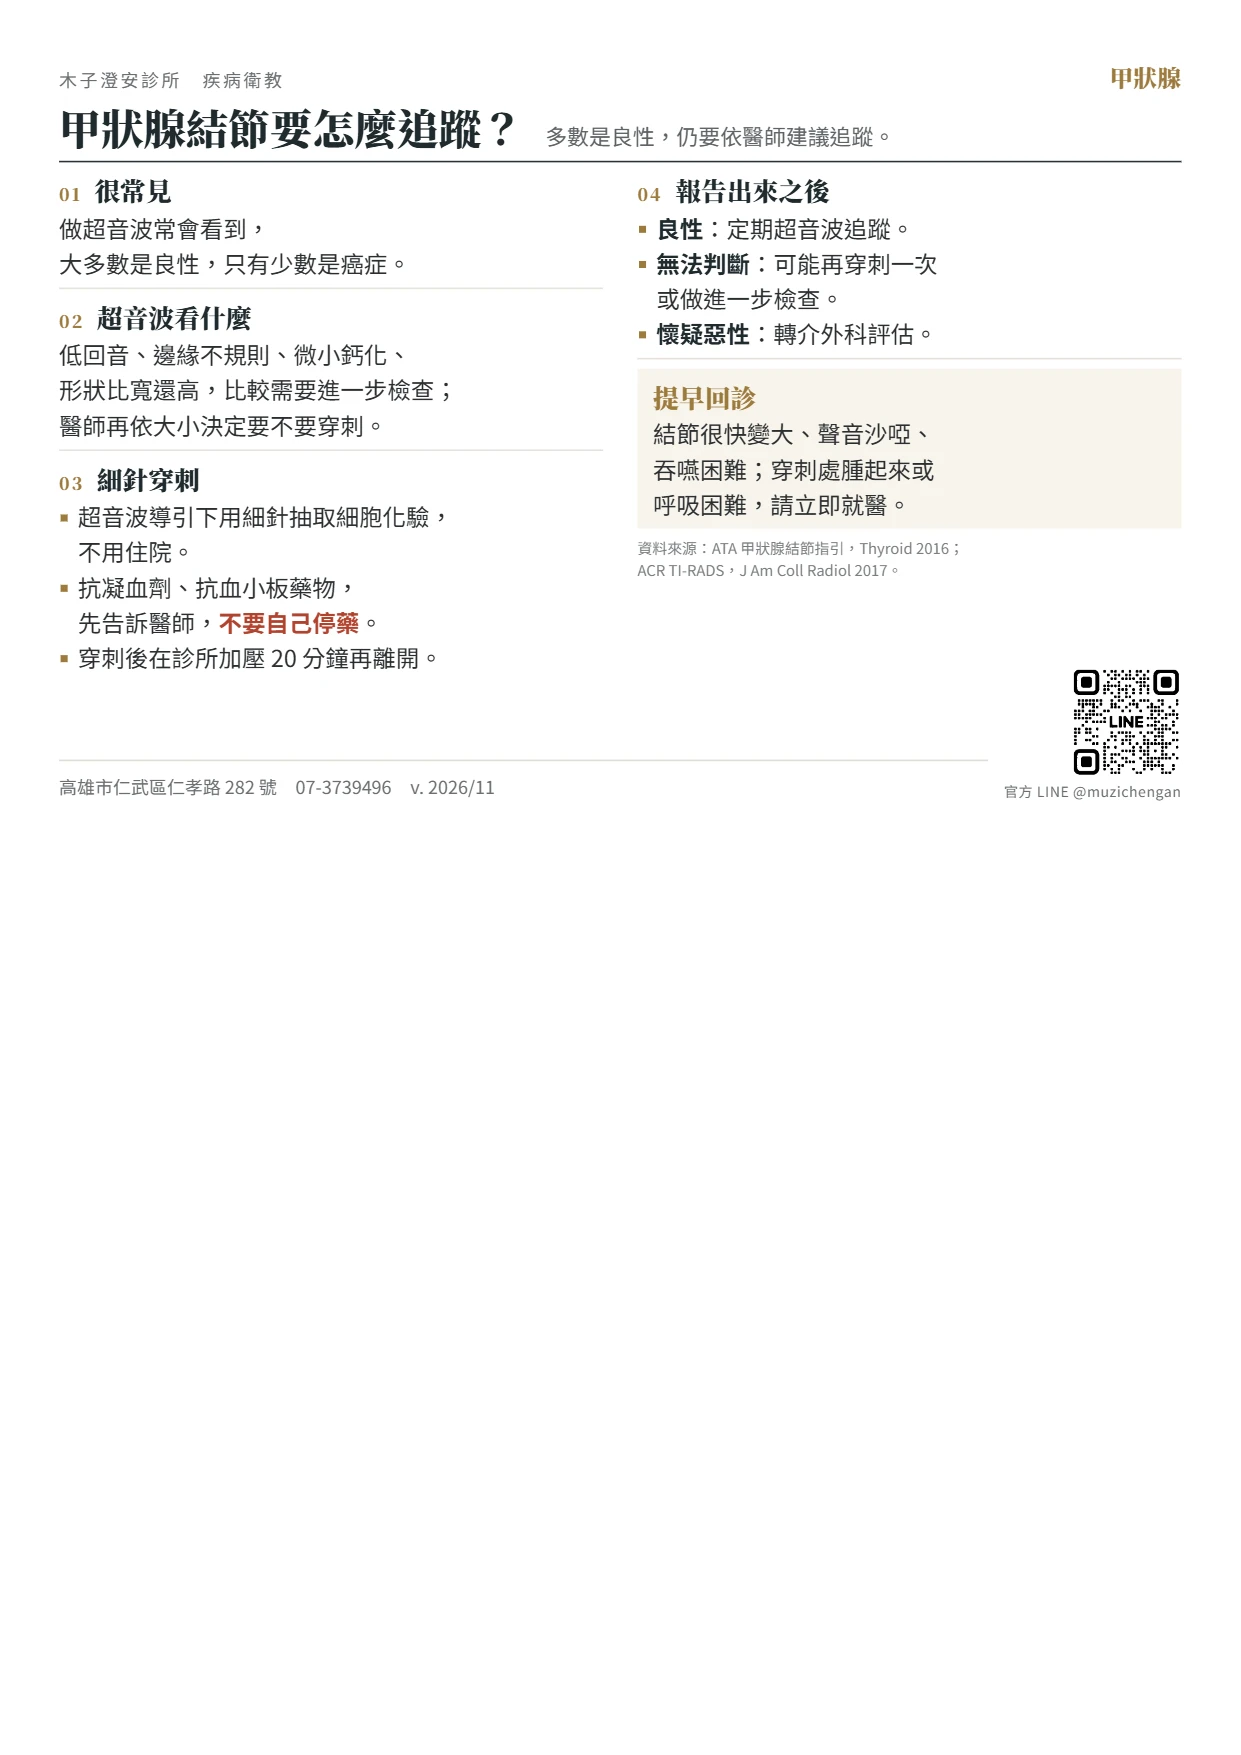 木子澄安診所　疾病衛教
甲狀腺
甲狀腺結節要怎麼追蹤？　多數是良性，仍要依醫師建議追蹤。
01 很常見
做超音波常會看到，
大多數是良性，只有少數是癌症。
02 超音波看什麼
低回音、邊緣不規則、微小鈣化、
形狀比寬還高，比較需要進一步檢查；
醫師再依大小決定要不要穿刺。
03 細針穿刺
▪ 超音波導引下用細針抽取細胞化驗，
不用住院。
▪ 抗凝血劑、抗血小板藥物，
先告訴醫師，不要自己停藥。
▪ 穿刺後在診所加壓 20 分鐘再離開。
04 報告出來之後
▪ 良性：定期超音波追蹤。
▪ 無法判斷：可能再穿刺一次
或做進一步檢查。
▪ 懷疑惡性：轉介外科評估。
提早回診
結節很快變大、聲音沙啞、
吞嚥困難；穿刺處腫起來或
呼吸困難，請立即就醫。
資料來源：ATA 甲狀腺結節指引，Thyroid 2016；
ACR TI-RADS，J Am Coll Radiol 2017。
LINE
高雄市仁武區仁孝路 282 號　07-3739496　v. 2026/11
官方 LINE @muzichengan